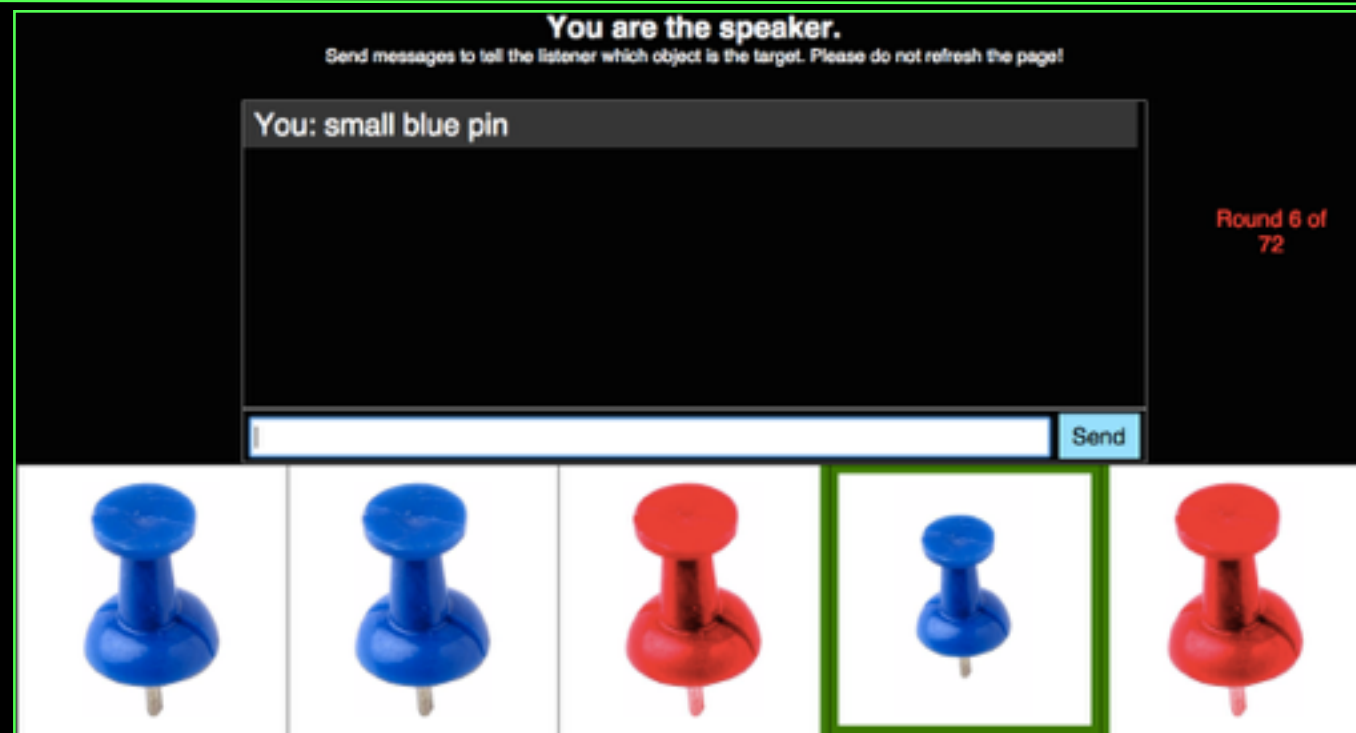 You are the speaker.
Send messages to tell the listener which object is the target. Please do not refresh the page!
You: small blue pin
Round 6 of
72
Send